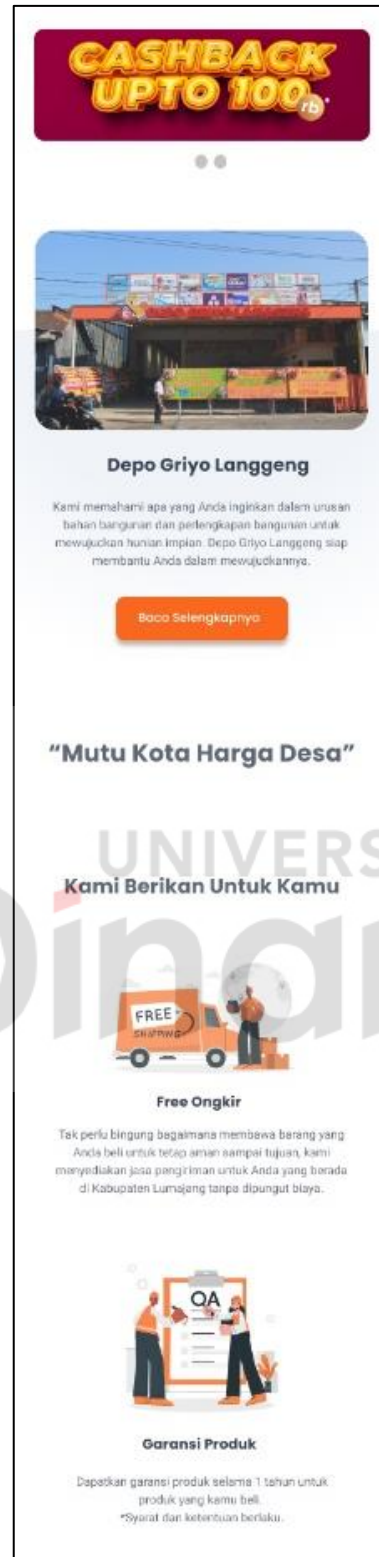 CASHBACK
UPTO 100rb*
Depo Griyo Langgeng
Kami memahami apa yang Anda inginkan dalam urusan
bahan bangunan dan perlengkapan bangunan untuk
mewujudkan hunian impian. Depo Griyo Langgeng siap
membantu Anda dalam mewujudkannya.
Baca Selengkapnya
“Mutu Kota Harga Desa”
UNIVERS
Kami Berikan Untuk Kamu
Dinar
FREE
SHIPPING
Free Ongkir
Tak perlu bingung bagaimana membawa barang yang
Anda beli untuk tetap aman sampai tujuan, kami
menyediakan jasa pengiriman untuk Anda yang berada
di Kabupaten Lumajang tanpa dipungut biaya.
QA
Garansi Produk
Dapatkan garansi produk selama 1 tahun untuk
produk yang kamu beli.
*Syarat dan ketentuan berlaku.